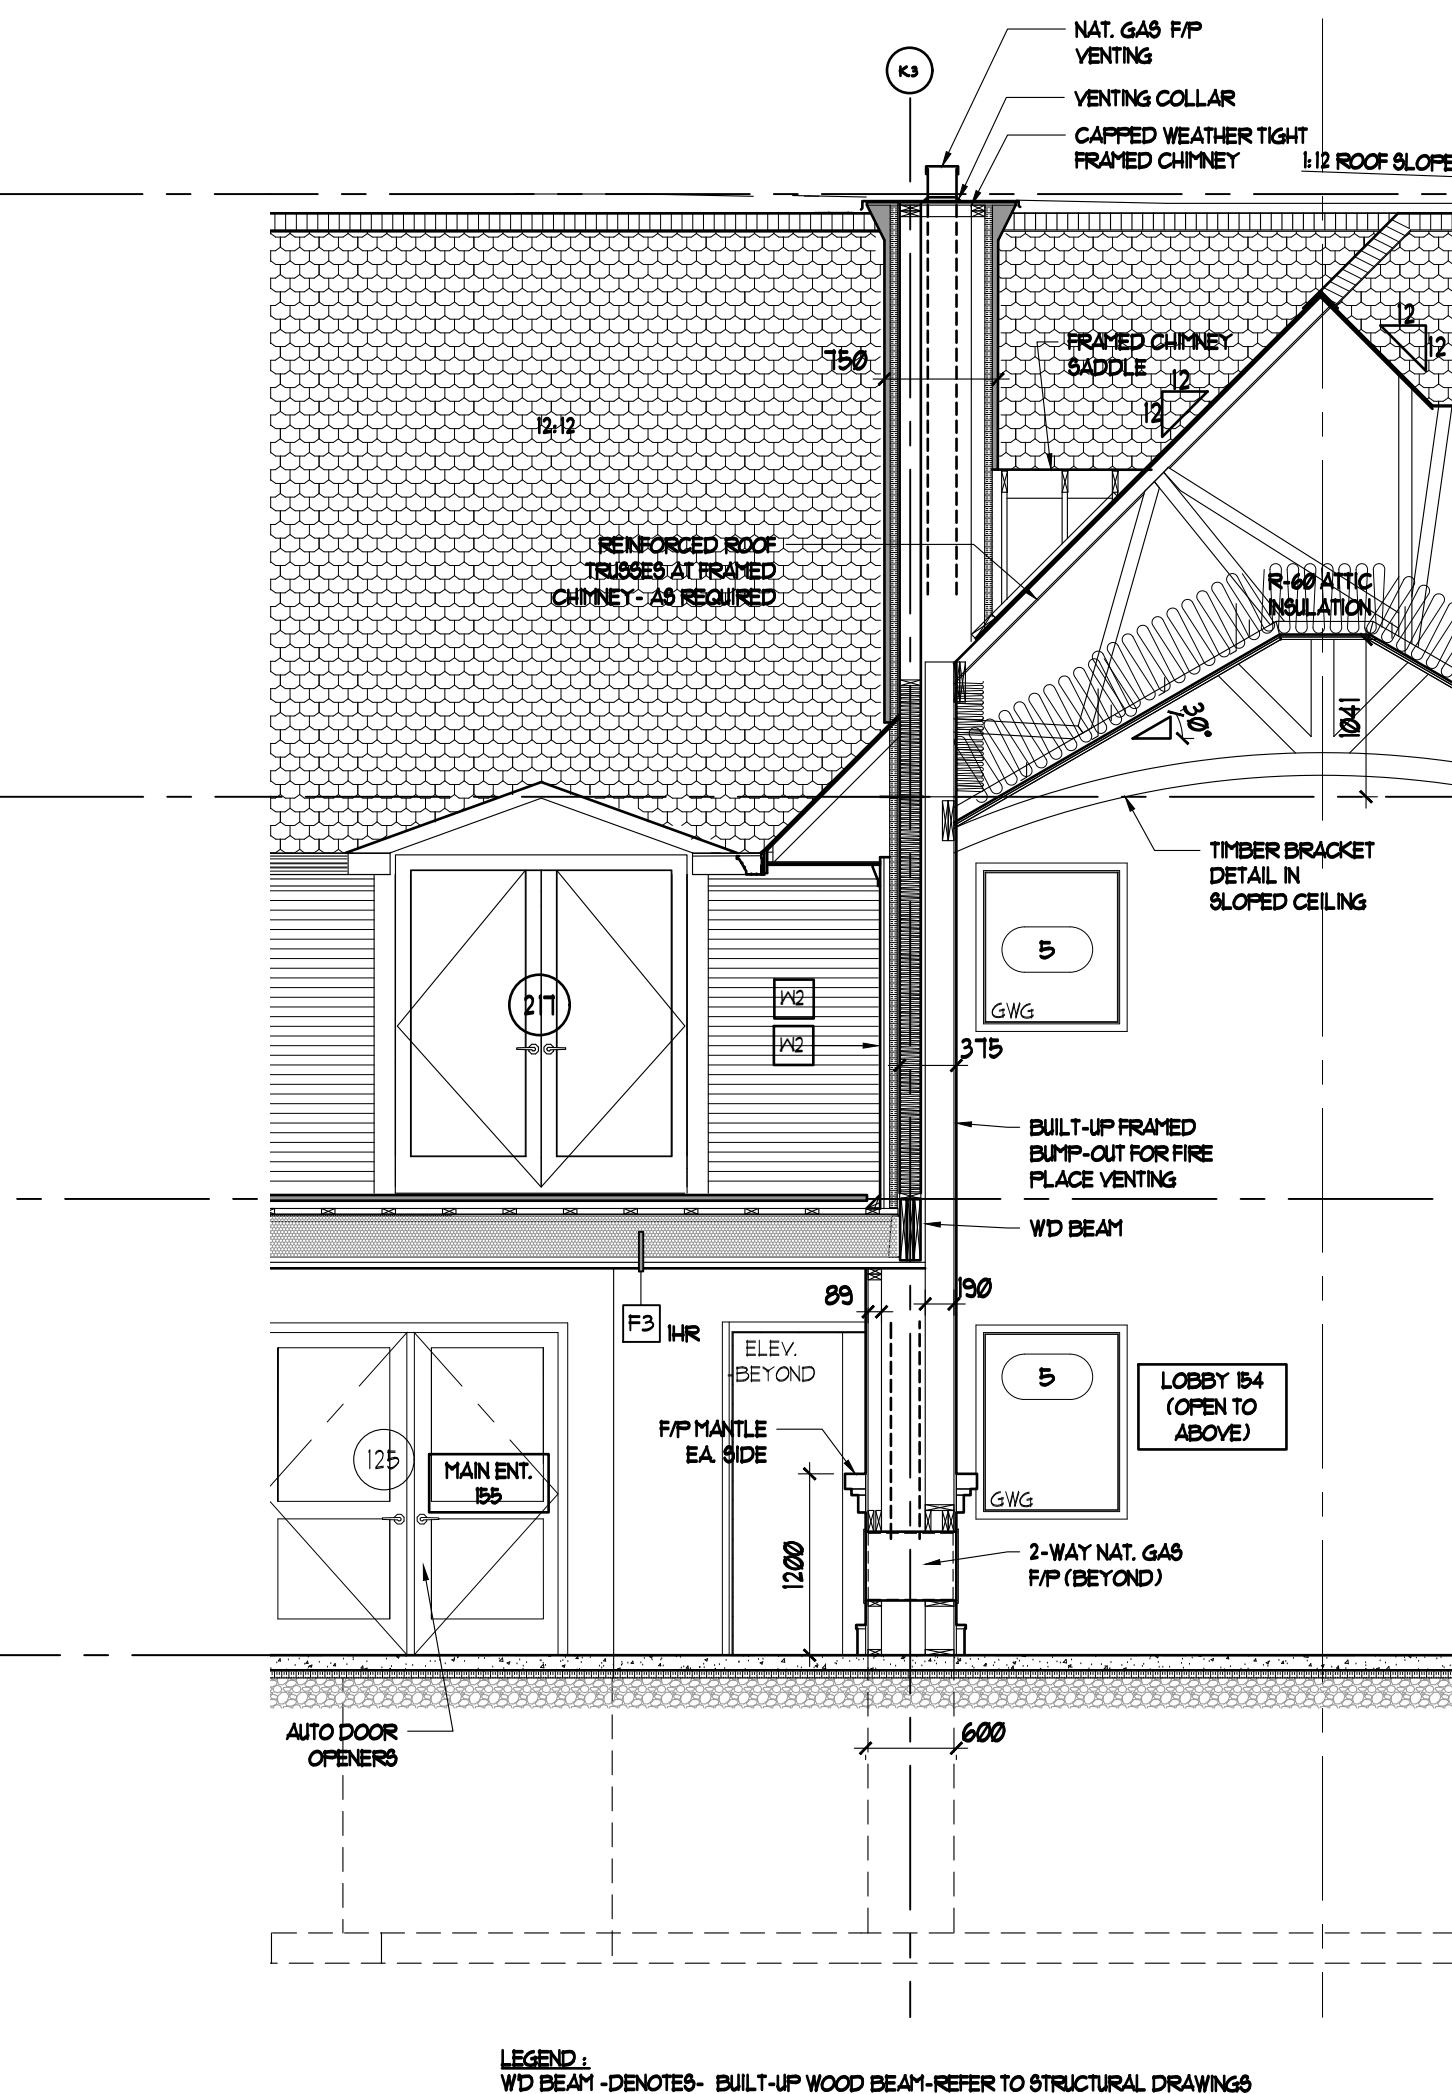 NAT. GAS F/P
VENTING
K3
VENTING COLLAR
CAPPED WEATHER TIGHT
FRAMED CHIMNEY
1:12 ROOF SLOPE
12
12
FRAMED CHIMNEY
SADDLE
750
12
12
12:12
REINFORCED ROOF
TRUSSES AT FRAMED
CHIMNEY - AS REQUIRED
R-60 ATTIC
INSULATION
30°
1041
TIMBER BRACKET
DETAIL IN
SLOPED CEILING
5
GWG
217
W2
W2
375
BUILT-UP FRAMED
BUMP-OUT FOR FIRE
PLACE VENTING
W'D BEAM
89
190
F3
1HR
ELEV.
BEYOND
5
GWG
LOBBY 154
(OPEN TO
ABOVE)
F/P MANTLE
EA. SIDE
125
MAIN ENT.
155
1200
2-WAY NAT. GAS
F/P (BEYOND)
AUTO DOOR
OPENERS
600
LEGEND :
W'D BEAM -DENOTES- BUILT-UP WOOD BEAM-REFER TO STRUCTURAL DRAWINGS